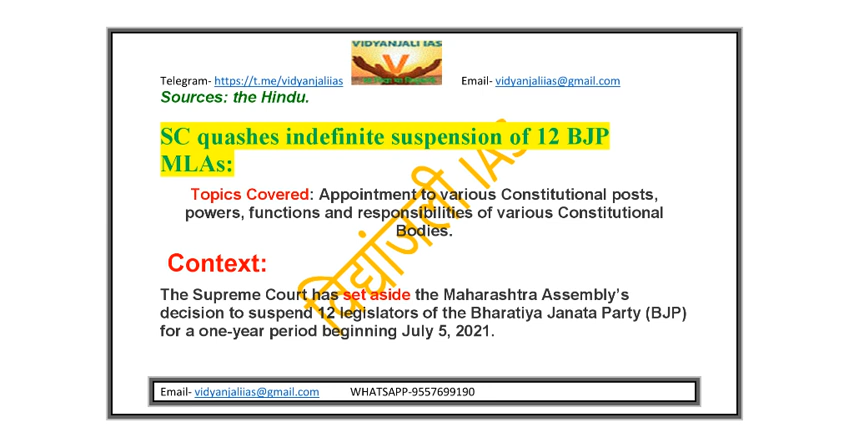 VIDYANJALI IAS
Telegram- https://t.me/vidyanjaliias Email- vidyanjaliias@gmail.com
Sources: the Hindu.
SC quashes indefinite suspension of 12 BJP
MLAs:
Topics Covered: Appointment to various Constitutional posts,
powers, functions and responsibilities of various Constitutional
Bodies.
Context:
The Supreme Court has set aside the Maharashtra Assembly's
decision to suspend 12 legislators of the Bharatiya Janata Party (BJP)
for a one-year period beginning July 5, 2021.
विद्यांजली IAS
Email- vidyanjaliias@gmail.com WHATSAPP-9557699190